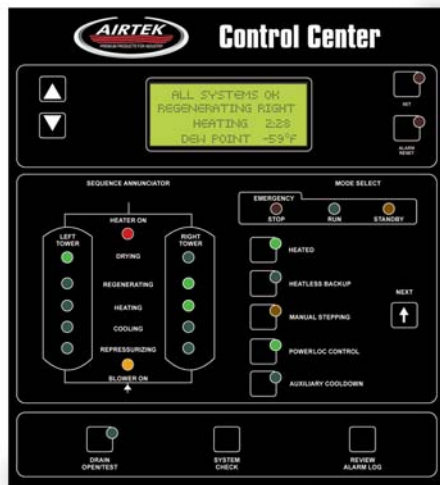 AIRTEK
PREMIUM PRODUCTS FOR INDUSTRY
Control Center
ALL SYSTEMS OK
REGENERATING RIGHT
HEATING 2:28
DEW POINT -59°F
SET
ALARM
RESET
SEQUENCE ANNUNCIATOR
MODE SELECT
HEATER ON
LEFT
TOWER
RIGHT
TOWER
DRYING
REGENERATING
HEATING
COOLING
REPRESSURIZING
BLOWER ON
EMERGENCY
STOP
RUN
STANDBY
HEATED
HEATLESS BACKUP
MANUAL STEPPING
POWERLOC CONTROL
AUXILIARY COOLDOWN
NEXT
DRAIN
OPEN/TEST
SYSTEM
CHECK
REVIEW
ALARM LOG